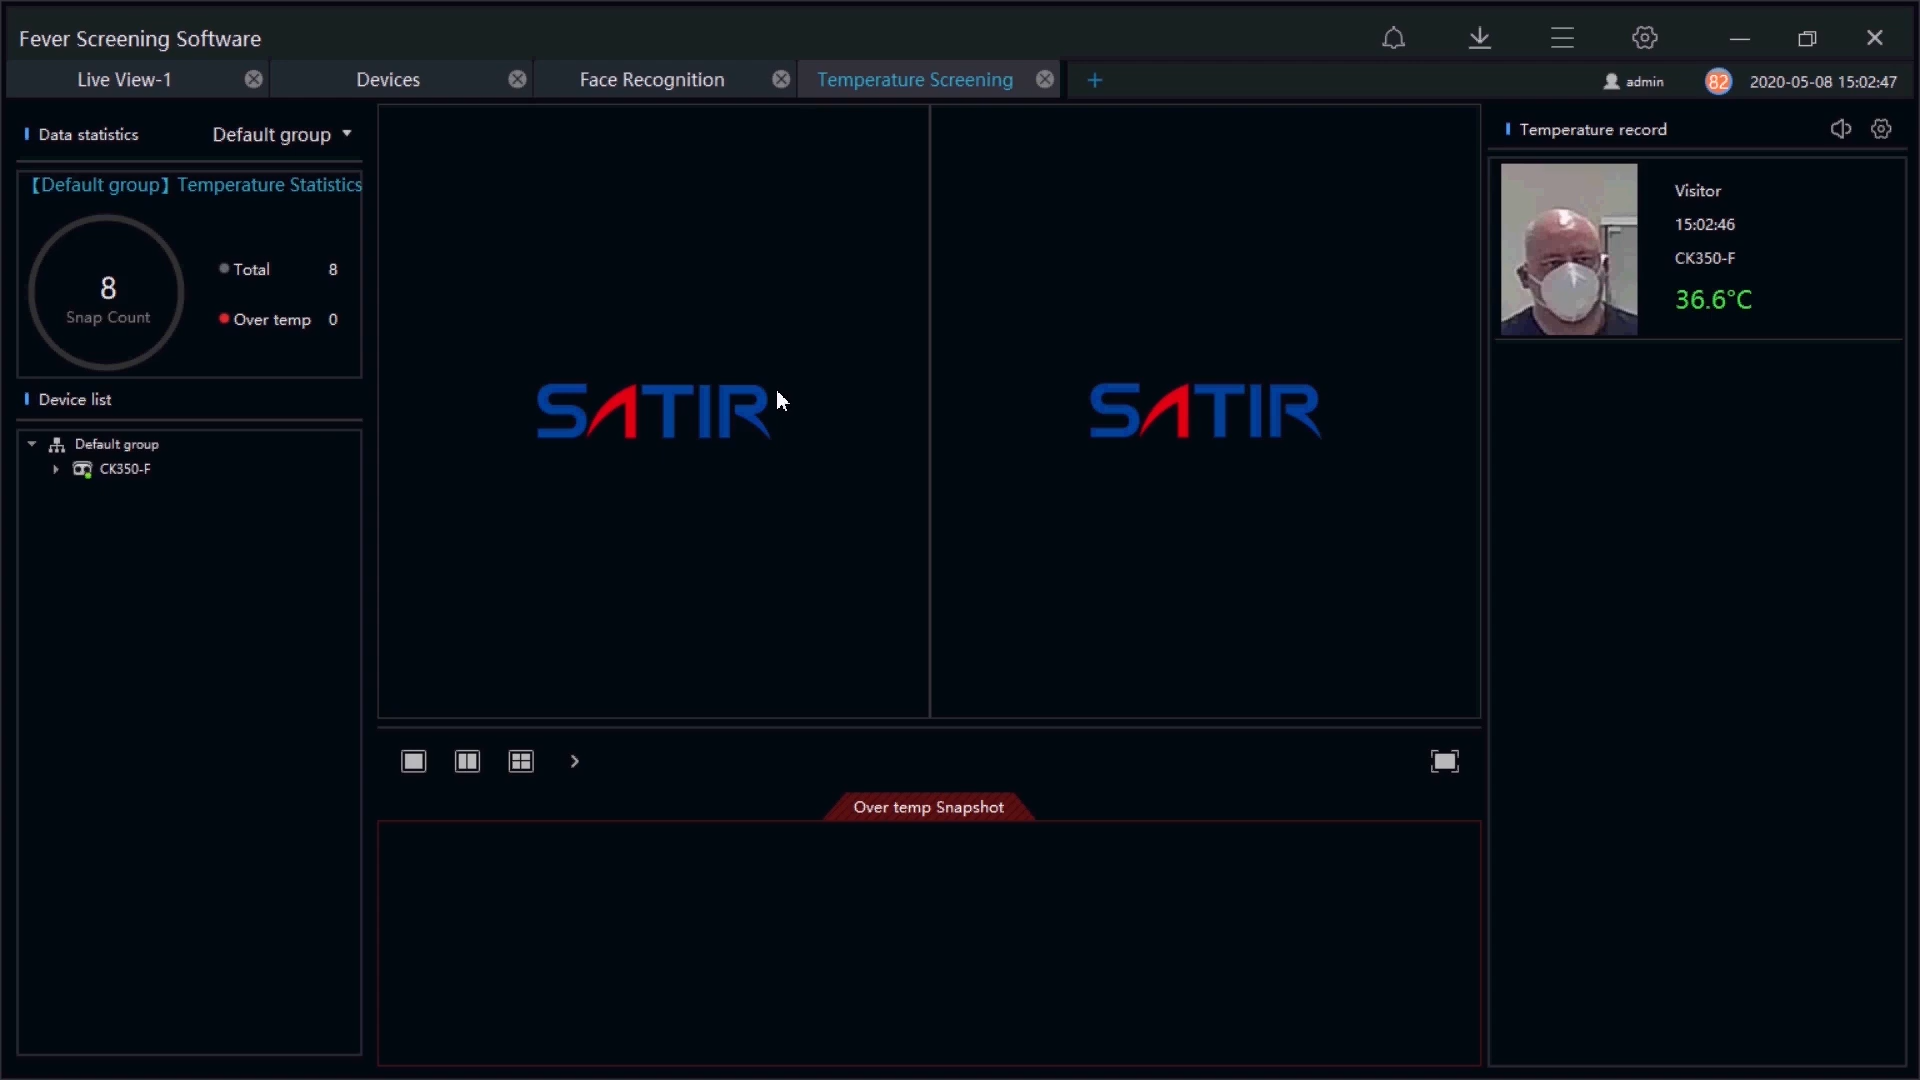 Fever Screening Software
Live View-1
Devices
Face Recognition
Temperature Screening
+
admin
82
2020-05-08 15:02:47
Data statistics
Default group
【Default group】Temperature Statistics
8
Snap Count
Total 8
Over temp 0
Device list
Default group
CK350-F
SATIR
SATIR
Over temp Snapshot
Temperature record
Visitor
15:02:46
CK350-F
36.6°C